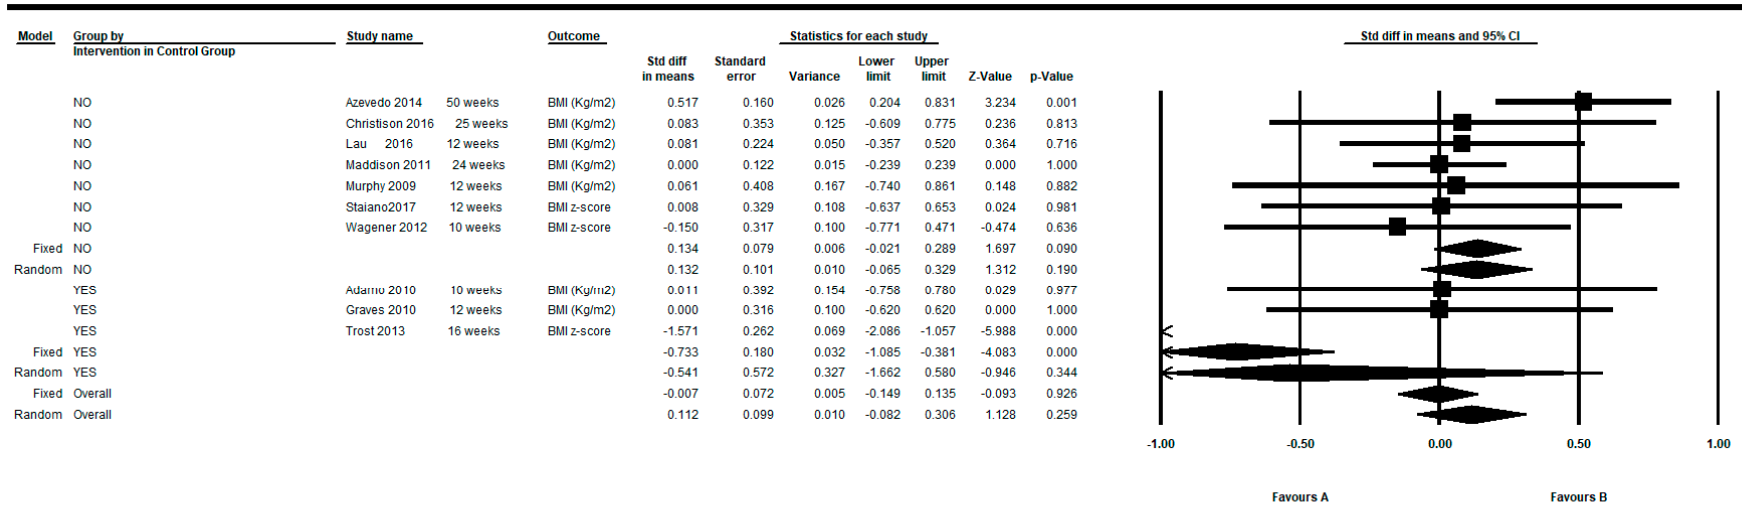 Model Group by Study name Outcome Statistics for each study Std diff in means and 95% CI
Intervention in Control Group
Std diff Standard Lower Upper
in means error Variance limit limit Z-Value p-Value
NO Azevedo 2014 50 weeks BMI (Kg/m2) 0.517 0.160 0.026 0.204 0.831 3.234 0.001
NO Christison 2016 25 weeks BMI (Kg/m2) 0.083 0.353 0.125 -0.609 0.775 0.236 0.813
NO Lau 2016 12 weeks BMI (Kg/m2) 0.081 0.224 0.050 -0.357 0.520 0.364 0.716
NO Maddison 2011 24 weeks BMI (Kg/m2) 0.000 0.122 0.015 -0.239 0.239 0.000 1.000
NO Murphy 2009 12 weeks BMI (Kg/m2) 0.061 0.408 0.167 -0.740 0.861 0.148 0.882
NO Staiano2017 12 weeks BMI z-score 0.008 0.329 0.108 -0.637 0.653 0.024 0.981
NO Wagener 2012 10 weeks BMI z-score -0.150 0.317 0.100 -0.771 0.471 -0.474 0.636
Fixed NO 0.134 0.079 0.006 -0.021 0.289 1.697 0.090
Random NO 0.132 0.101 0.010 -0.065 0.329 1.312 0.190
YES Adamo 2010 10 weeks BMI (Kg/m2) 0.011 0.392 0.154 -0.758 0.780 0.029 0.977
YES Graves 2010 12 weeks BMI (Kg/m2) 0.000 0.316 0.100 -0.620 0.620 0.000 1.000
YES Trost 2013 16 weeks BMI z-score -1.571 0.262 0.069 -2.086 -1.057 -5.988 0.000
Fixed YES -0.733 0.180 0.032 -1.085 -0.381 -4.083 0.000
Random YES -0.541 0.572 0.327 -1.662 0.580 -0.946 0.344
Fixed Overall -0.007 0.072 0.005 -0.149 0.135 -0.093 0.926
Random Overall 0.112 0.099 0.010 -0.082 0.306 1.128 0.259
-1.00 -0.50 0.00 0.50 1.00
Favours A Favours B